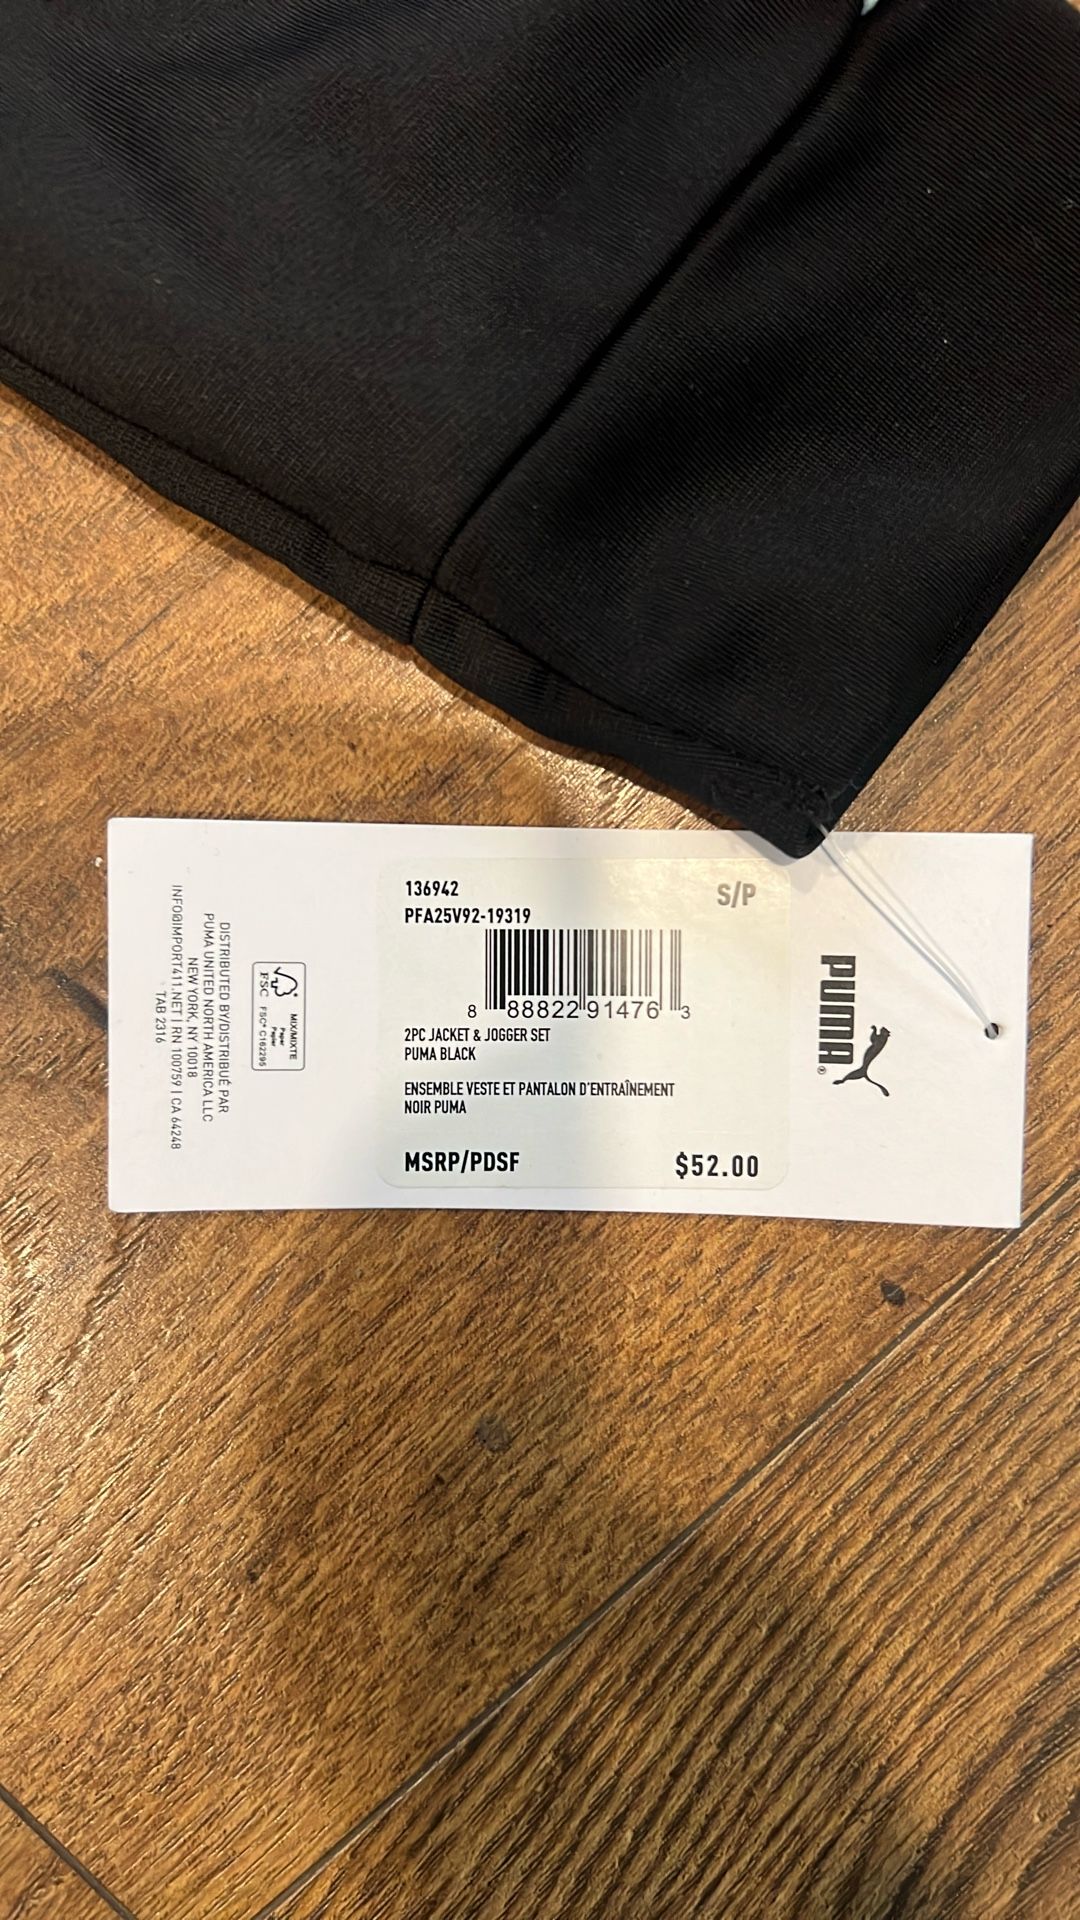 136942
S/P
PFA25V92-19319
8 88822 91476 3
2PC JACKET & JOGGER SET
PUMA BLACK
ENSEMBLE VESTE ET PANTALON D'ENTRAÎNEMENT
NOIR PUMA
MSRP/PDSF
$52.00
PUMA®
MIX/MIXTE
Paper
Papier
FSC
FSC® C162295
DISTRIBUTED BY/DISTRIBUÉ PAR
PUMA UNITED NORTH AMERICA LLC
NEW YORK, NY 10018
INFO@IMPORT411.NET | RN 100759 | CA 64248
TAB 2316